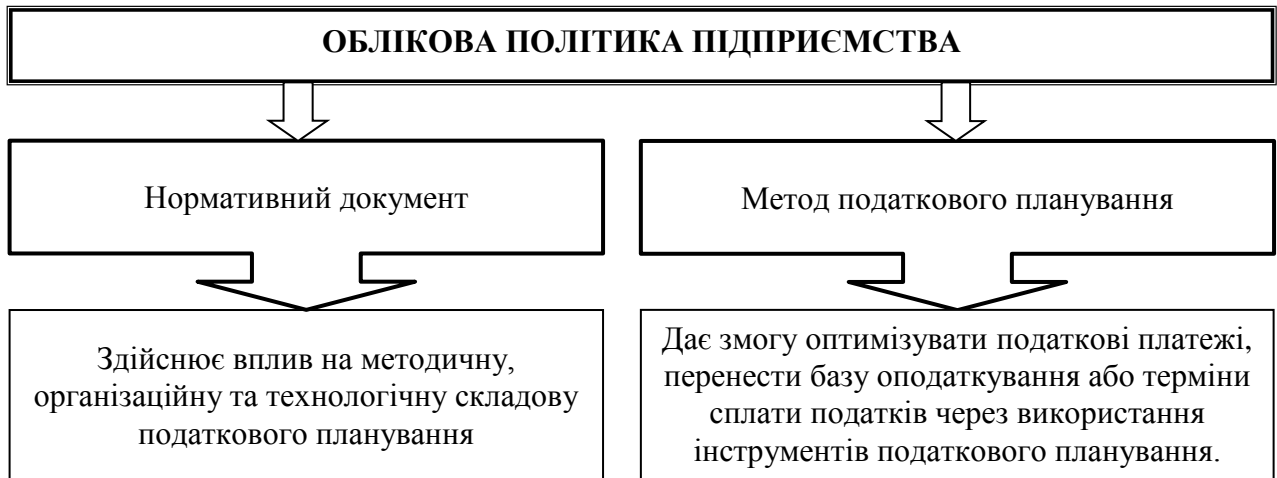 ОБЛІКОВА ПОЛІТИКА ПІДПРИЄМСТВА
Нормативний документ
Метод податкового планування
Здійснює вплив на методичну,
організаційну та технологічну складову
податкового планування
Дає змогу оптимізувати податкові платежі,
перенести базу оподаткування або терміни
сплати податків через використання
інструментів податкового планування.